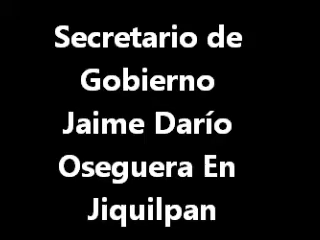 Secretario de
Gobierno
Jaime Darío
Oseguera En
Jiquilpan